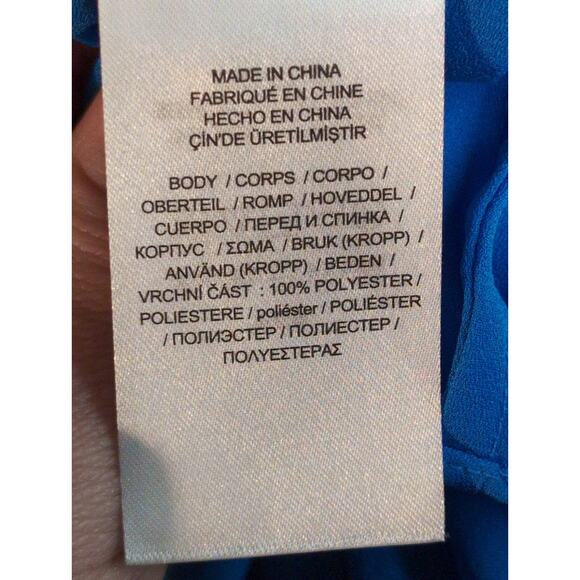 MADE IN CHINA
FABRIQUÉ EN CHINE
HECHO EN CHINA
ÇİN'DE ÜRETİLMİŞTİR
BODY / CORPS / CORPO /
OBERTEIL / ROMP / HOVEDDEL /
CUERPO / ПЕРЕД И СПИНКА /
КОРПУС / ΣΩΜΑ / BRUK (KROPP) /
ANVÄND (KROPP) / BEDEN /
VRCHNÍ ČÁST : 100% POLYESTER /
POLIESTERE / poliéster / POLIÉSTER
/ ПОЛИЭСТЕР / ПОЛИЕСТЕР /
ΠΟΛΥΕΣΤΕΡΑΣ